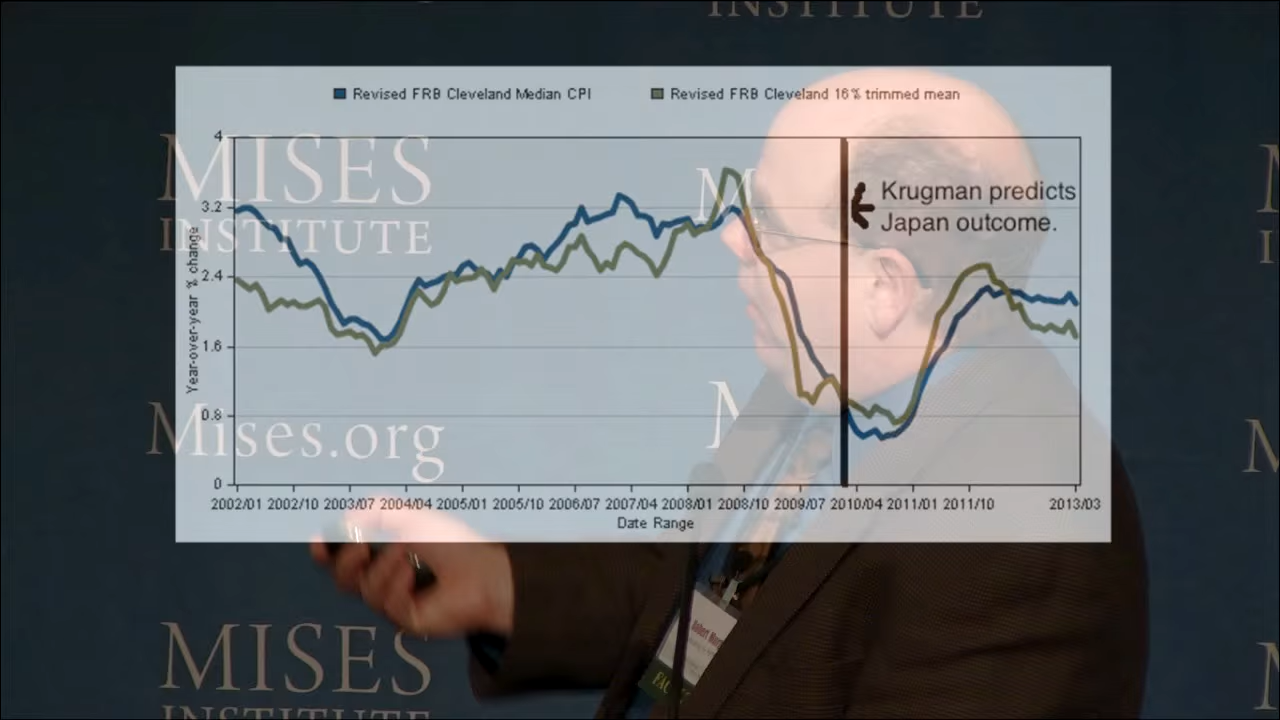 INSTITUTE
Revised FRB Cleveland Median CPI
Revised FRB Cleveland 16% trimmed mean
MISES
INSTITUTE
Mises.org
M
M
MISES
INSTITUTE
Krugman predicts
Japan outcome.
Year-over-year % change
4
3.2
2.4
1.6
0.8
0
2002/01 2002/10 2003/07 2004/04 2005/01 2005/10 2006/07 2007/04 2008/01 2008/10 2009/07 2010/04 2011/01 2011/10 2013/03
Date Range
Robert
FAC